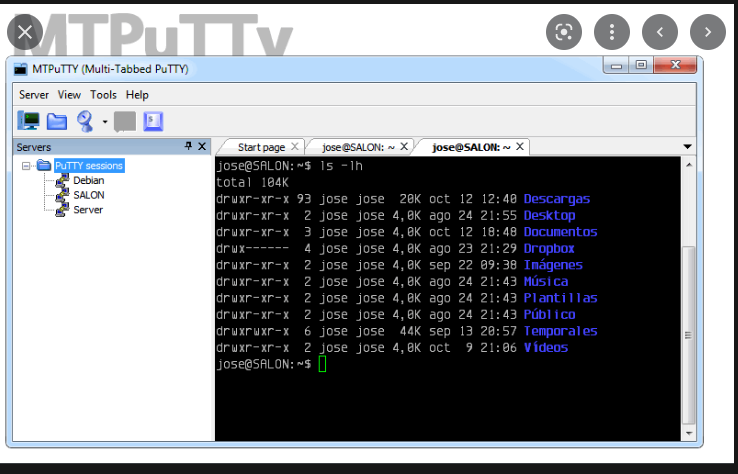 MTPuTTy
MTPuTTY (Multi-Tabbed PuTTY)
Server View Tools Help
Servers
Start page
jose@SALON: ~
jose@SALON: ~
PuTTY sessions
Debian
SALON
Server
jose@SALON:~$ ls -lh
total 104K
drwxr-xr-x 93 jose jose 20K oct 12 12:40 Descargas
drwxr-xr-x 2 jose jose 4,0K ago 24 21:55 Desktop
drwxr-xr-x 3 jose jose 4,0K oct 12 10:48 Documentos
drwx------ 4 jose jose 4,0K ago 23 21:29 Dropbox
drwxr-xr-x 2 jose jose 4,0K sep 22 09:38 Imágenes
drwxr-xr-x 2 jose jose 4,0K ago 24 21:43 Música
drwxr-xr-x 2 jose jose 4,0K ago 24 21:43 Plantillas
drwxr-xr-x 2 jose jose 4,0K ago 24 21:43 Público
drwxrwxr-x 6 jose jose 44K sep 13 20:57 Temporales
drwxr-xr-x 2 jose jose 4,0K oct 9 21:06 Vídeos
jose@SALON:~$